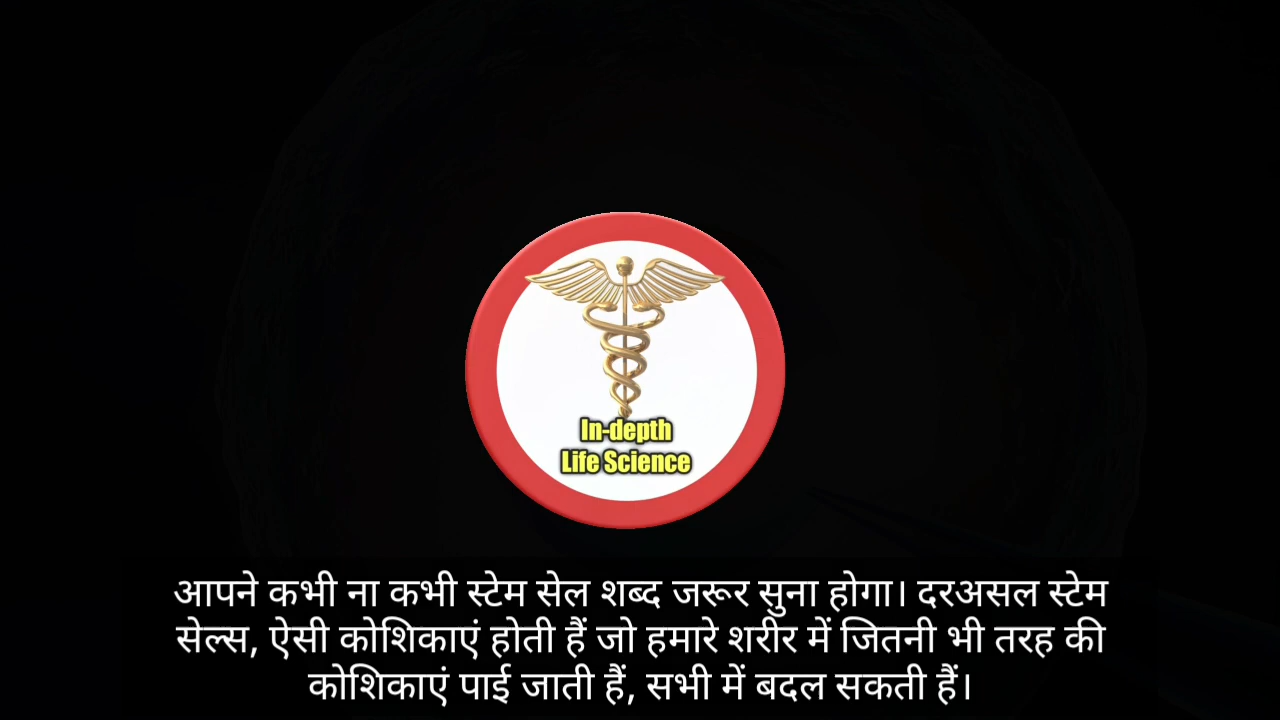 In-depth
Life Science
आपने कभी ना कभी स्टेम सेल शब्द जरूर सुना होगा। दरअसल स्टेम
सेल्स, ऐसी कोशिकाएं होती हैं जो हमारे शरीर में जितनी भी तरह की
कोशिकाएं पाई जाती हैं, सभी में बदल सकती हैं।